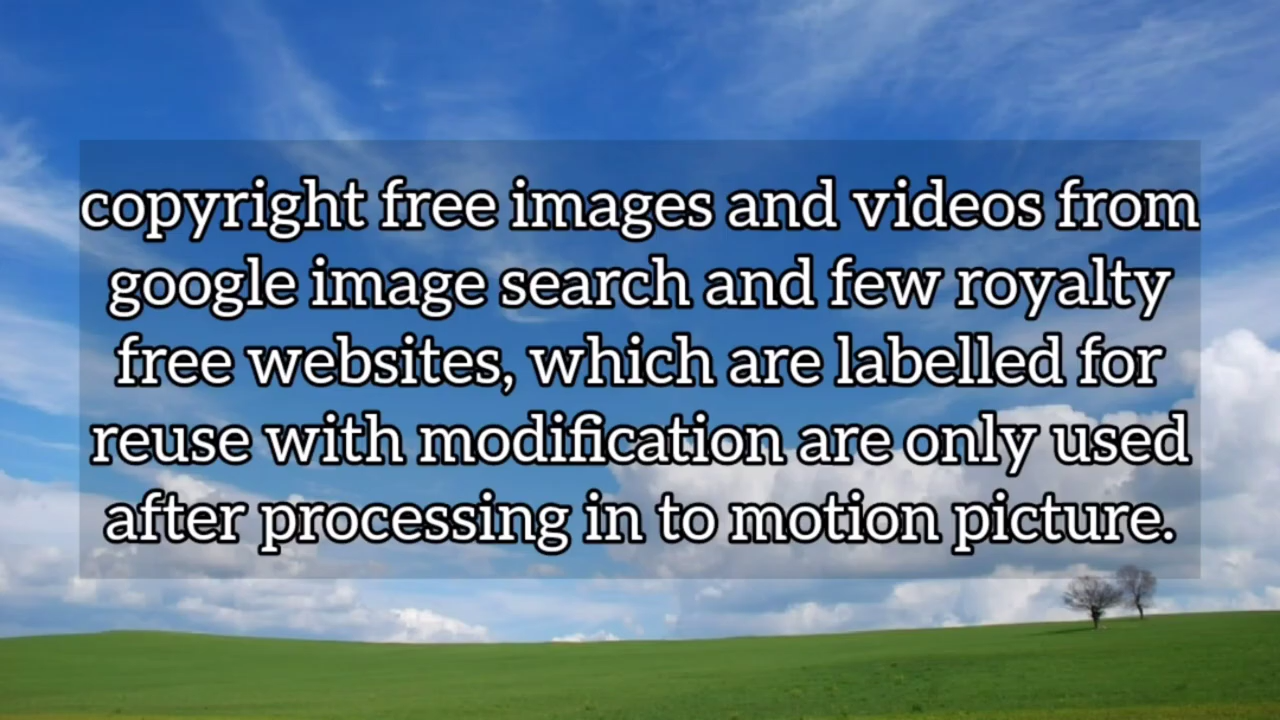 copyright free images and videos from
google image search and few royalty
free websites, which are labelled for
reuse with modification are only used
after processing in to motion picture.